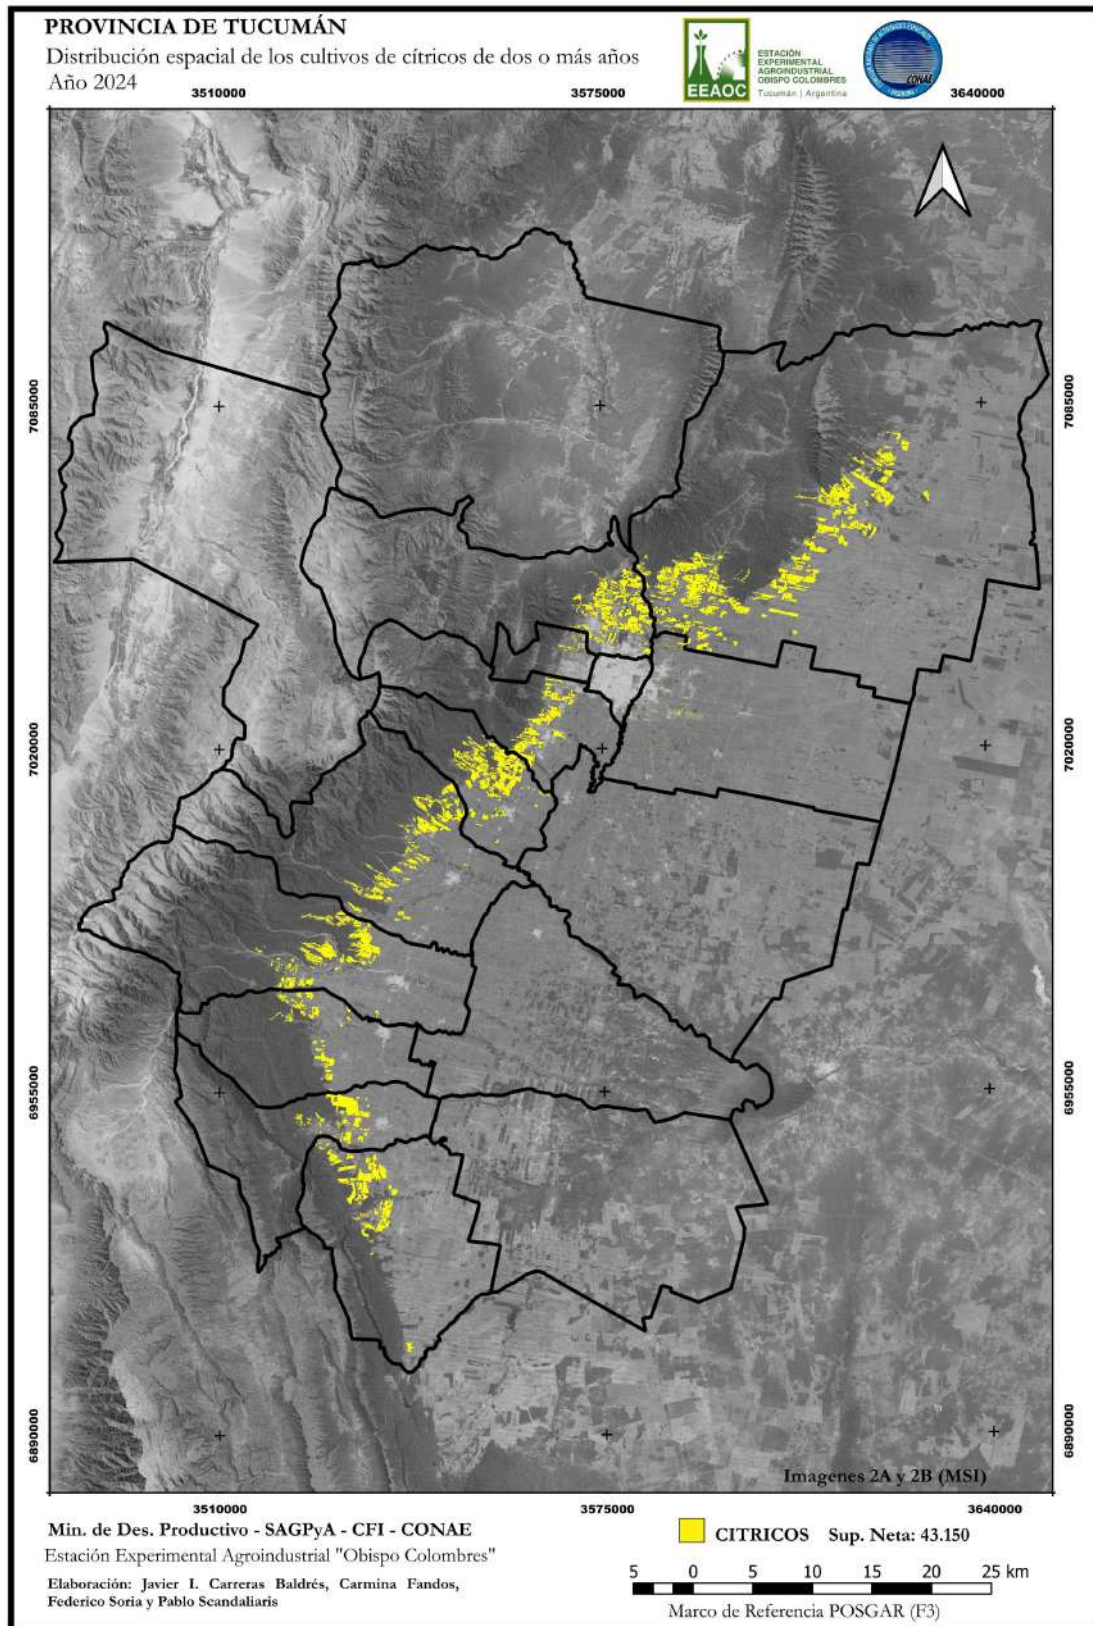 PROVINCIA DE TUCUMÁN
Distribución espacial de los cultivos de cítricos de dos o más años
Año 2024
EEAOC
ESTACIÓN
EXPERIMENTAL
AGROINDUSTRIAL
OBISPO COLOMBRES
Tucumán | Argentina
CONAE
3510000 3575000 3640000
7085000 7085000
7020000 7020000
6955000 6955000
6890000 6890000
Imagenes 2A y 2B (MSI)
3510000 3575000 3640000
Min. de Des. Productivo - SAGPyA - CFI - CONAE
Estación Experimental Agroindustrial "Obispo Colombres"
Elaboración: Javier I. Carreras Baldrés, Carmina Fandos,
Federico Soria y Pablo Scandaliaris
CITRICOS Sup. Neta: 43.150
5 0 5 10 15 20 25 km
Marco de Referencia POSGAR (F3)